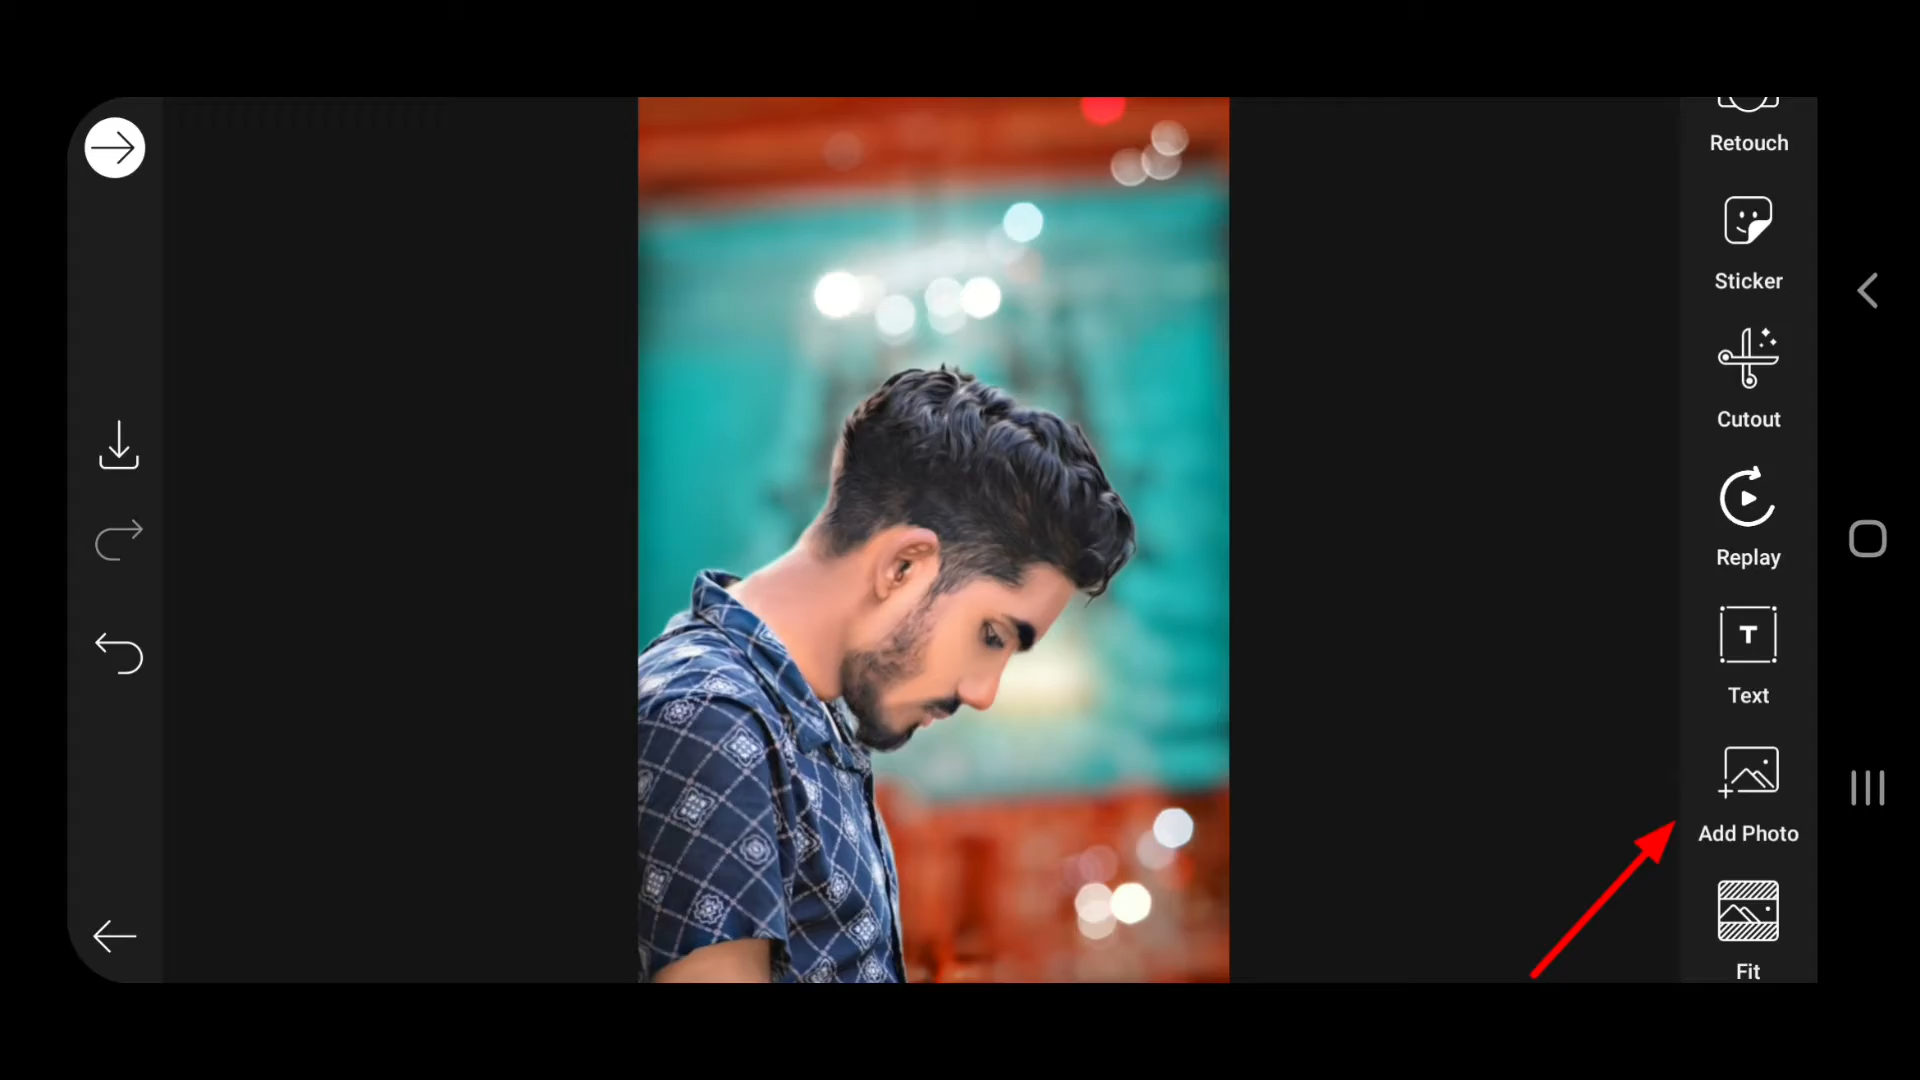 Retouch
Sticker
Cutout
Replay
T
Text
Add Photo
Fit